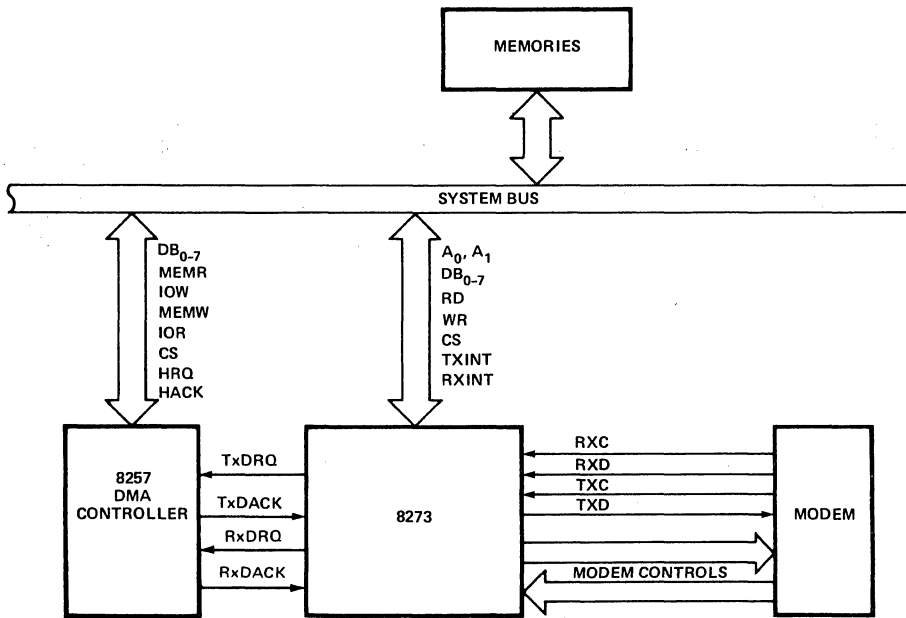 MEMORIES
SYSTEM BUS
DB0-7
MEMR
IOW
MEMW
IOR
CS
HRQ
HACK
A0, A1
DB0-7
RD
WR
CS
TXINT
RXINT
8257
DMA
CONTROLLER
TxDRQ
TxDACK
RxDRQ
RxDACK
8273
RXC
RXD
TXC
TXD
MODEM CONTROLS
MODEM